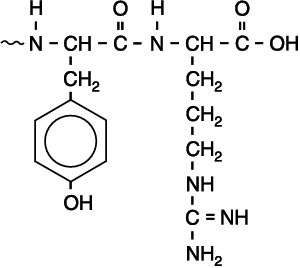 H O H O
N CH C N CH C OH
CH₂ CH₂
CH₂
CH₂
OH NH
C = NH
NH₂